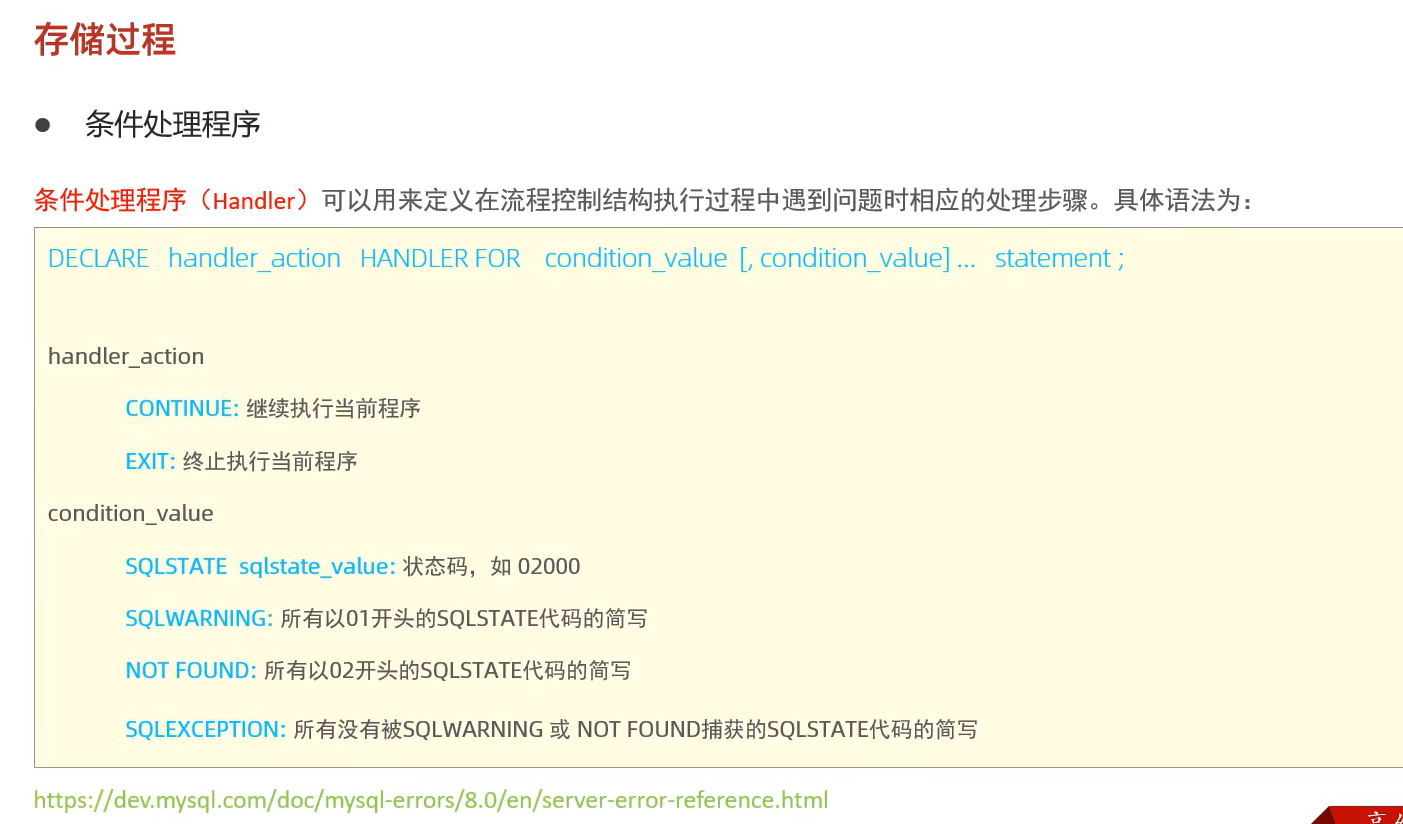 存储过程
● 条件处理程序
条件处理程序（Handler）可以用来定义在流程控制结构执行过程中遇到问题时相应的处理步骤。具体语法为：
DECLARE handler_action HANDLER FOR condition_value [, condition_value] ... statement ;
handler_action
CONTINUE: 继续执行当前程序
EXIT: 终止执行当前程序
condition_value
SQLSTATE sqlstate_value: 状态码，如 02000
SQLWARNING: 所有以01开头的SQLSTATE代码的简写
NOT FOUND: 所有以02开头的SQLSTATE代码的简写
SQLEXCEPTION: 所有没有被SQLWARNING 或 NOT FOUND捕获的SQLSTATE代码的简写
https://dev.mysql.com/doc/mysql-errors/8.0/en/server-error-reference.html